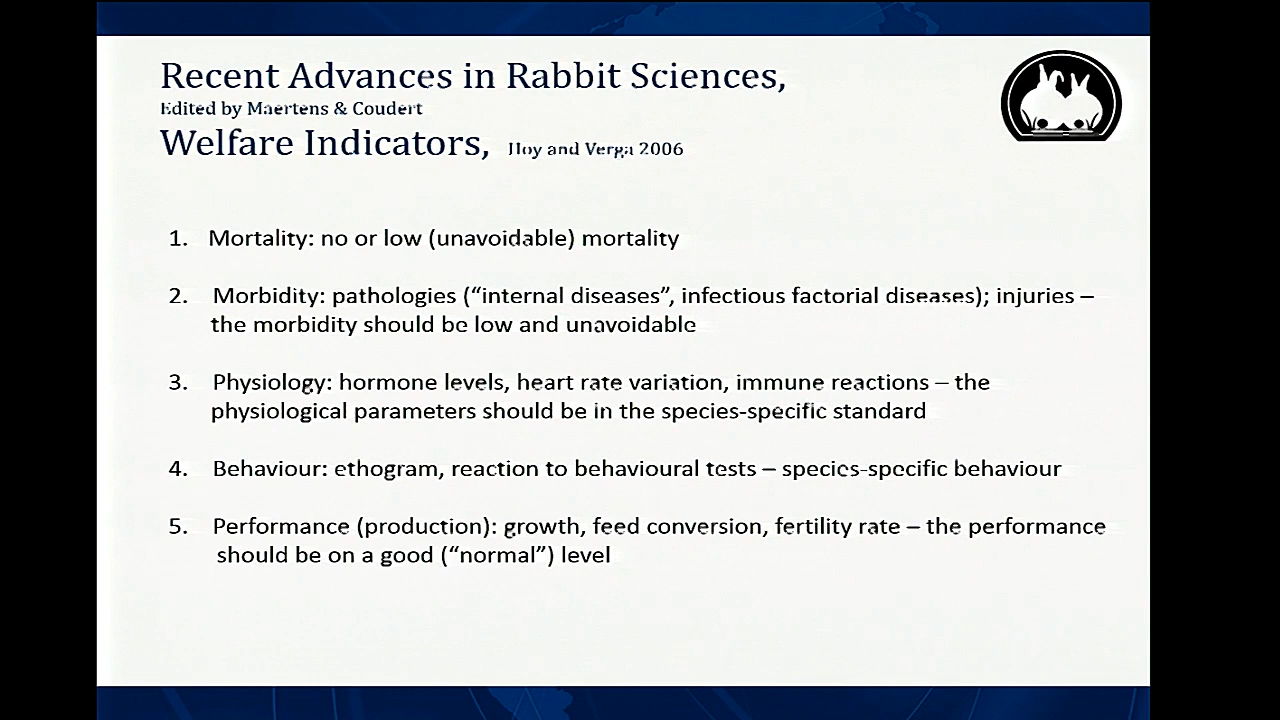 Recent Advances in Rabbit Sciences,
Edited by Maertens & Coudert
Welfare Indicators, Hoy and Verga 2006
1. Mortality: no or low (unavoidable) mortality
2. Morbidity: pathologies (“internal diseases”, infectious factorial diseases); injuries –
the morbidity should be low and unavoidable
3. Physiology: hormone levels, heart rate variation, immune reactions – the
physiological parameters should be in the species-specific standard
4. Behaviour: ethogram, reaction to behavioural tests – species-specific behaviour
5. Performance (production): growth, feed conversion, fertility rate – the performance
should be on a good (“normal”) level